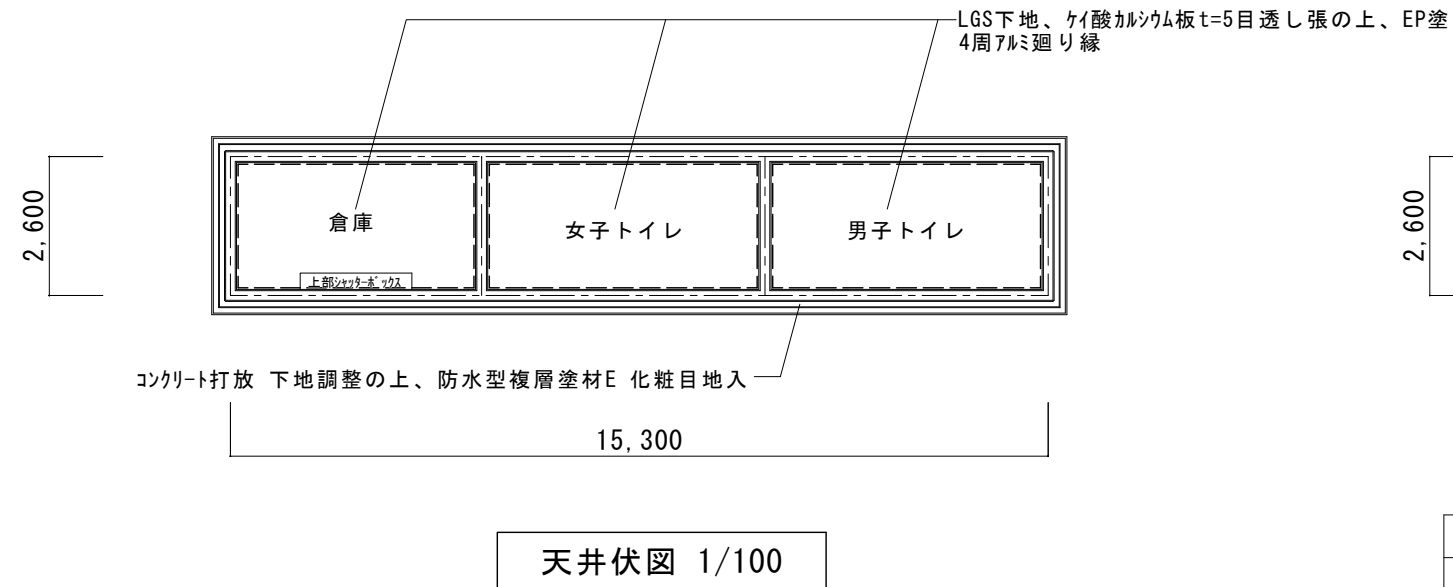 LGS下地、ケイ酸カルシウム板t=5目透し張の上、EP塗
4周アルミ廻り縁
2,600
倉庫
女子トイレ
男子トイレ
2,600
上部シャッターボックス
コンクリート打放 下地調整の上、防水型複層塗材E 化粧目地入
15,300
天井伏図 1/100